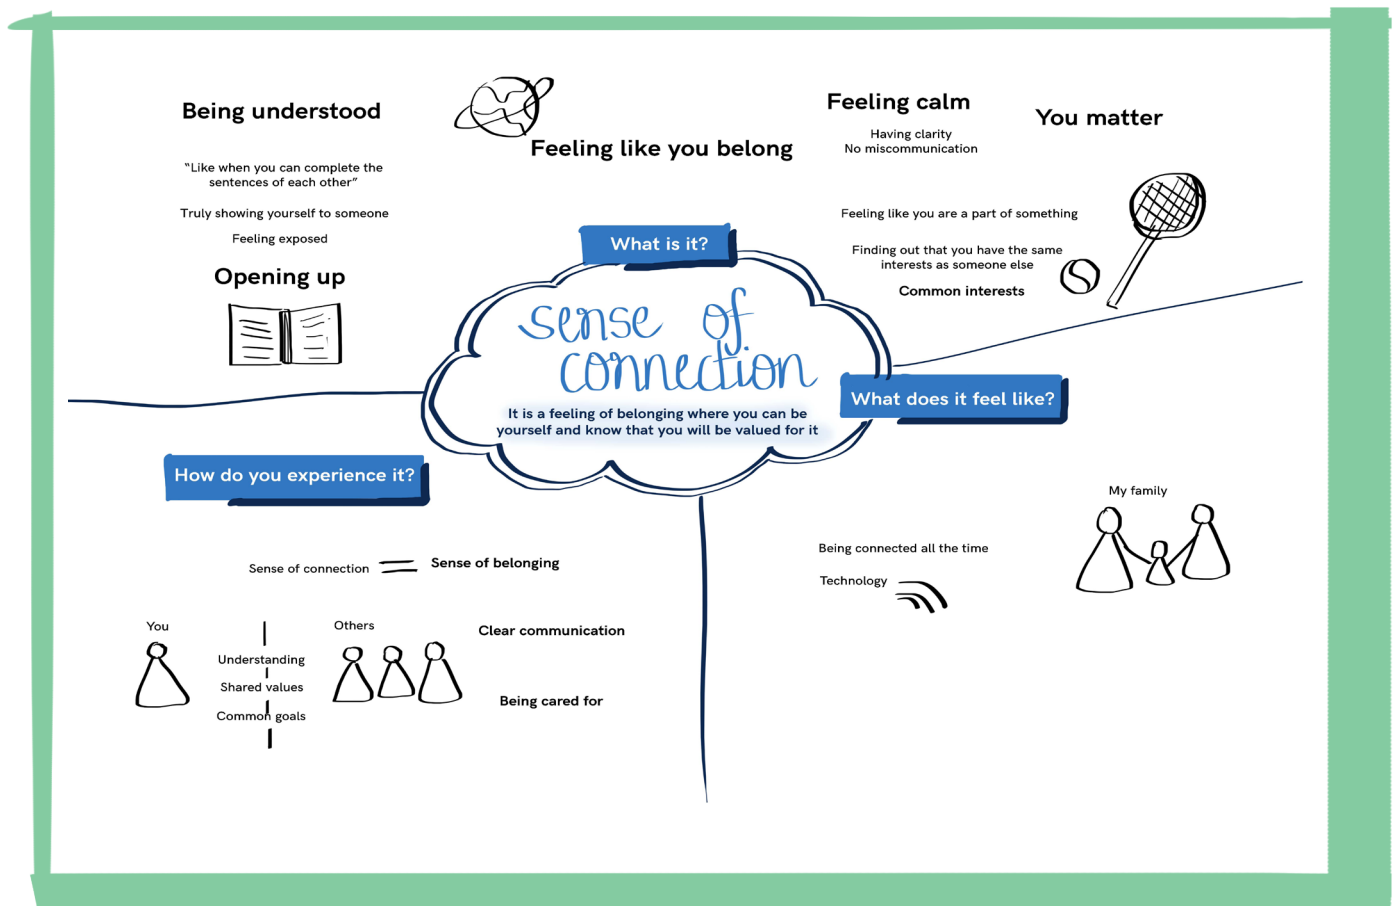 Being understood
“Like when you can complete the
sentences of each other”
Truly showing yourself to someone
Feeling exposed
Opening up
Feeling like you belong
Feeling calm
Having clarity
No miscommunication
You matter
Feeling like you are a part of something
Finding out that you have the same
interests as someone else
Common interests
What is it?
sense of
connection
It is a feeling of belonging where you can be
yourself and know that you will be valued for it
What does it feel like?
How do you experience it?
Sense of connection
Sense of belonging
You
Understanding
Shared values
Common goals
Others
Clear communication
Being cared for
My family
Being connected all the time
Technology